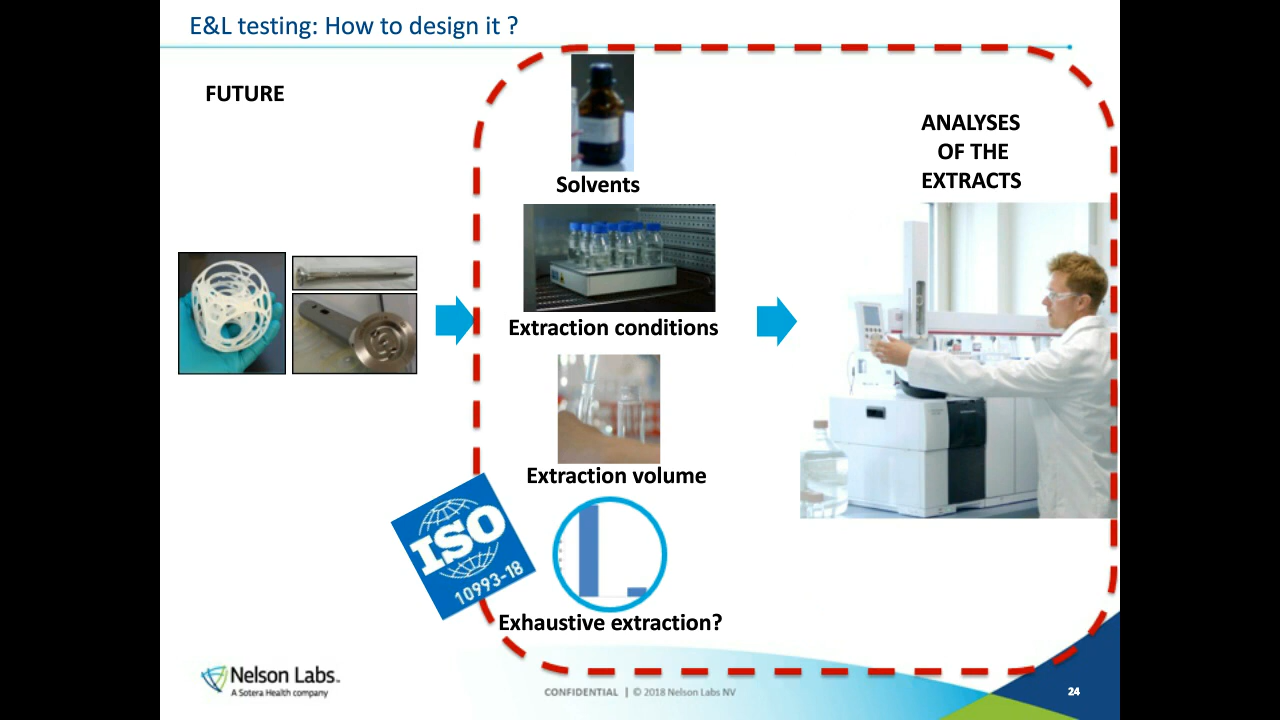 E&L testing: How to design it ?
FUTURE
Solvents
Extraction conditions
Extraction volume
ISO
10993-18
Exhaustive extraction?
ANALYSES
OF THE
EXTRACTS
Nelson Labs™
A Sotera Health company
CONFIDENTIAL | © 2018 Nelson Labs NV
24